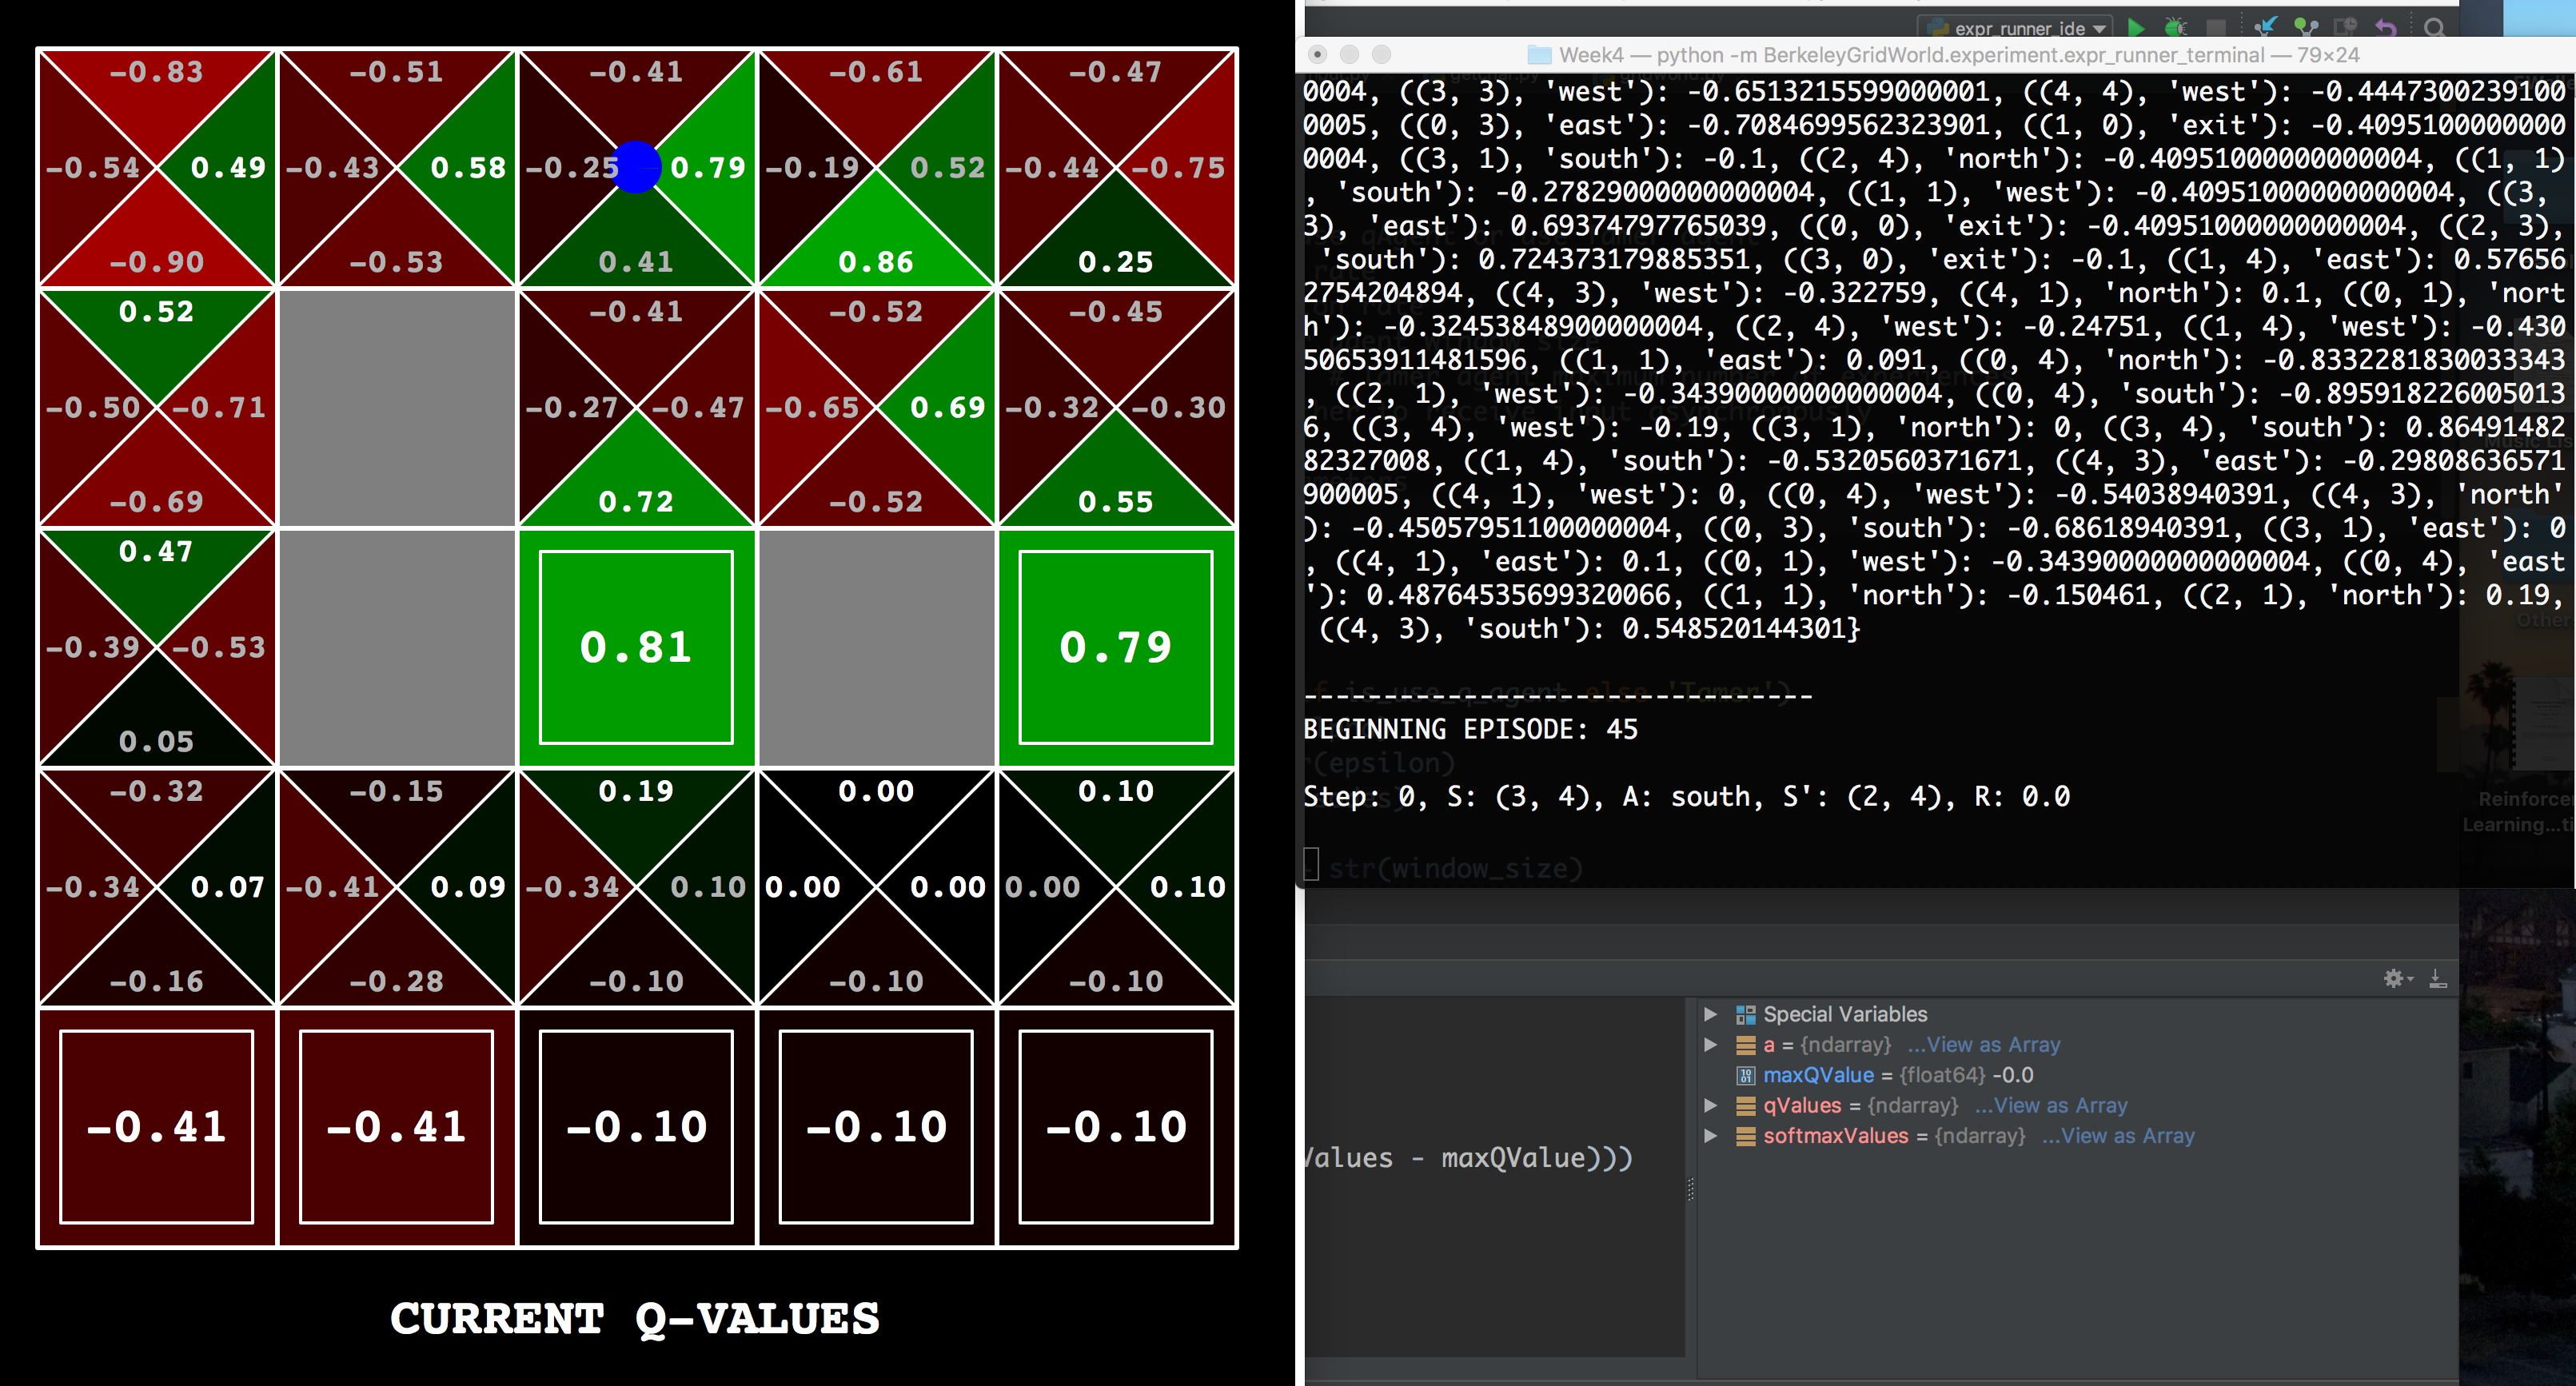 -0.83 -0.51 -0.41 -0.61 -0.47
-0.54 0.49 -0.43 0.58 -0.25 0.79 -0.19 0.52 -0.44 -0.75
-0.90 -0.53 0.41 0.86 0.25
0.52 -0.41 -0.52 -0.45
-0.50 -0.71 -0.27 -0.47 -0.65 0.69 -0.32 -0.30
-0.69 0.72 -0.52 0.55
0.47
-0.39 -0.53 0.81 0.79
0.05
-0.32 -0.15 0.19 0.00 0.10
-0.34 0.07 -0.41 0.09 -0.34 0.10 0.00 0.00 0.00 0.10
-0.16 -0.28 -0.10 -0.10 -0.10
-0.41 -0.41 -0.10 -0.10 -0.10
CURRENT Q-VALUES
expr_runner_ide
Week4 — python -m BerkeleyGridWorld.experiment.expr_runner_terminal — 79×24
0004, ((3, 3), 'west'): -0.6513215599000001, ((4, 4), 'west'): -0.4447300239100
0005, ((0, 3), 'east'): -0.7084699562323901, ((1, 0), 'exit'): -0.4095100000000
0004, ((3, 1), 'south'): -0.1, ((2, 4), 'north'): -0.40951000000000004, ((1, 1)
, 'south'): -0.27829000000000004, ((1, 1), 'west'): -0.40951000000000004, ((3,
3), 'east'): 0.69374797765039, ((0, 0), 'exit'): -0.40951000000000004, ((2, 3),
'south'): 0.724373179885351, ((3, 0), 'exit'): -0.1, ((1, 4), 'east'): 0.57656
2754204894, ((4, 3), 'west'): -0.322759, ((4, 1), 'north'): 0.1, ((0, 1), 'nort
h'): -0.32453848900000004, ((2, 4), 'west'): -0.24751, ((1, 4), 'west'): -0.430
50653911481596, ((1, 1), 'east'): 0.091, ((0, 4), 'north'): -0.8332281830033343
, ((2, 1), 'west'): -0.34390000000000004, ((0, 4), 'south'): -0.895918226005013
6, ((3, 4), 'west'): -0.19, ((3, 1), 'north'): 0, ((3, 4), 'south'): 0.86491482
82327008, ((1, 4), 'south'): -0.5320560371671, ((4, 3), 'east'): -0.29808636571
900005, ((4, 1), 'west'): 0, ((0, 4), 'west'): -0.54038940391, ((4, 3), 'north'
): -0.45057951100000004, ((0, 3), 'south'): -0.68618940391, ((3, 1), 'east'): 0
, ((4, 1), 'east'): 0.1, ((0, 1), 'west'): -0.34390000000000004, ((0, 4), 'east
'): 0.48764535699320066, ((1, 1), 'north'): -0.150461, ((2, 1), 'north'): 0.19,
((4, 3), 'south'): 0.548520144301}
is_use_q_agent else 'Tamer')
BEGINNING EPISODE: 45
(epsilon)
Step: 0, S: (3, 4), A: south, S': (2, 4), R: 0.0
str(window_size)
Reinforce
Learning...ti
Special Variables
a = {ndarray} ...View as Array
maxQValue = {float64} -0.0
qValues = {ndarray} ...View as Array
softmaxValues = {ndarray} ...View as Array
Values - maxQValue)))